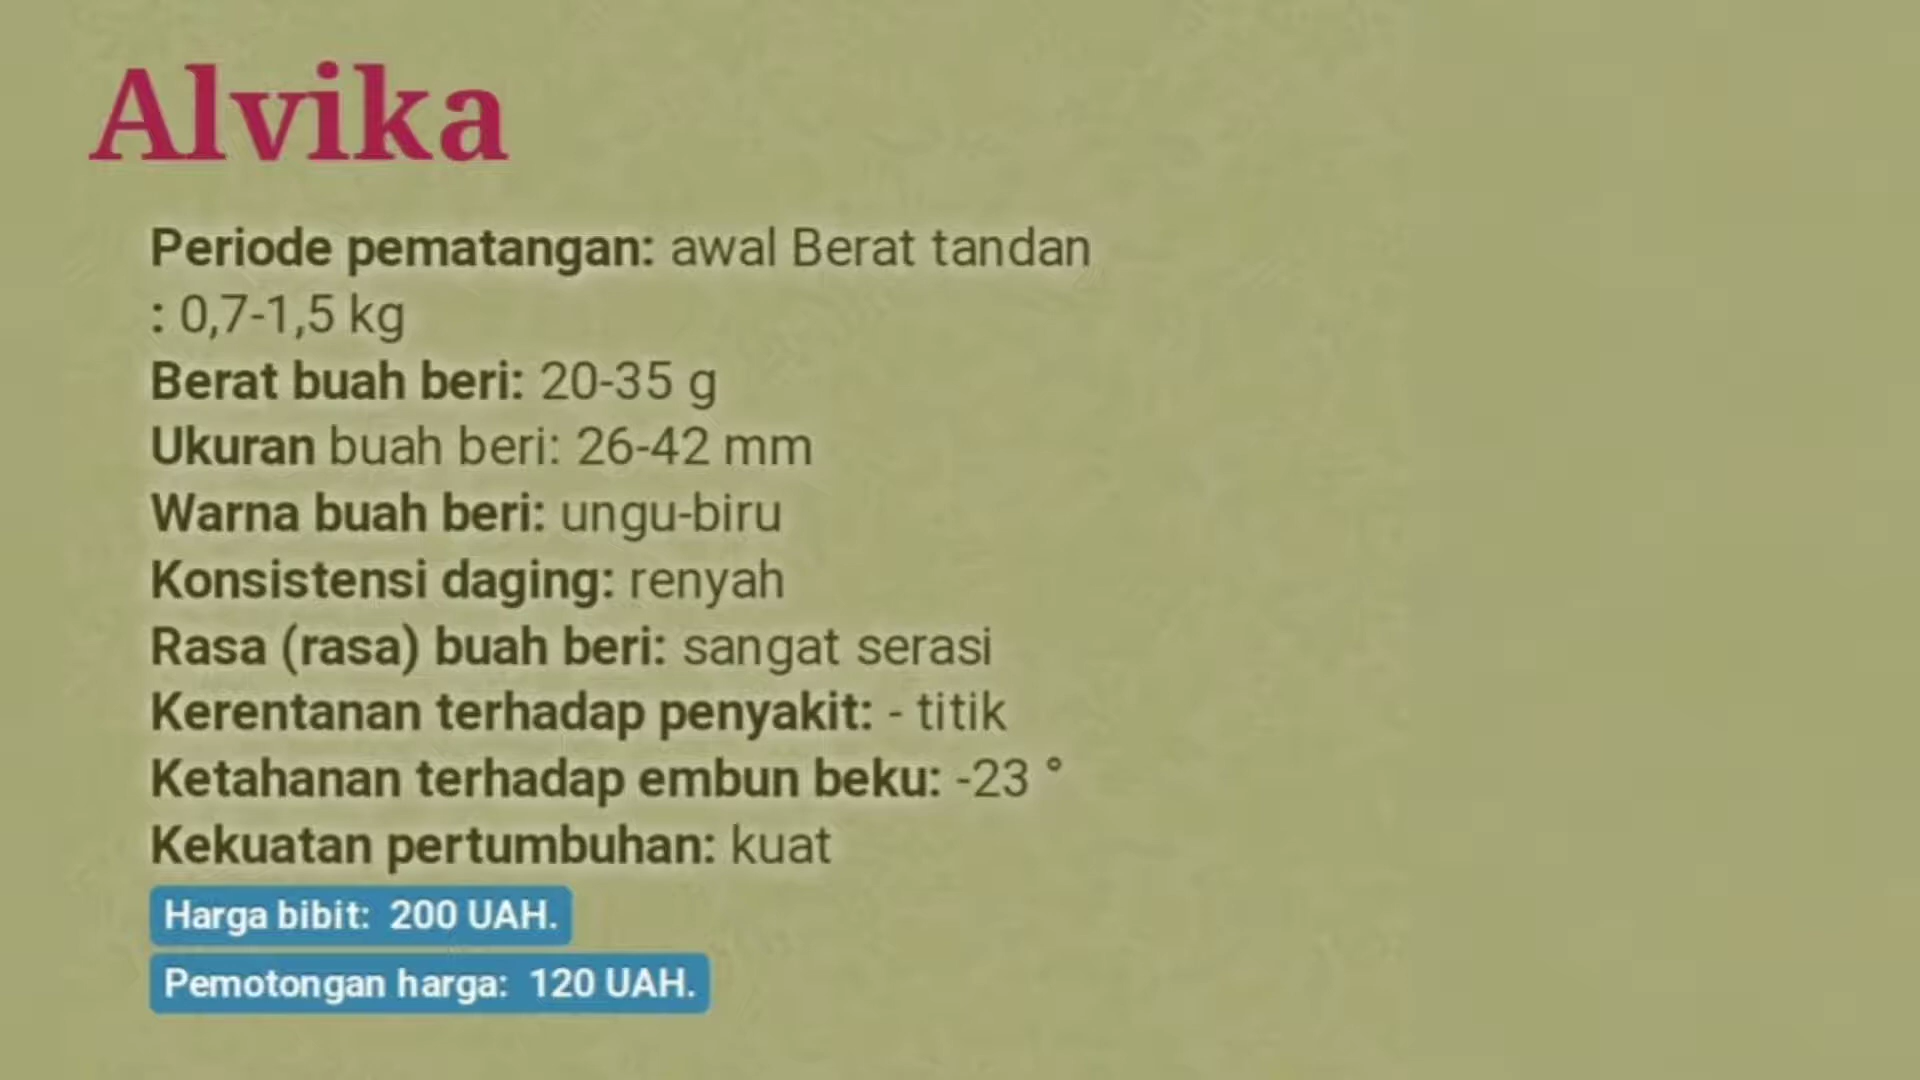 Alvika
Periode pematangan: awal Berat tandan
: 0,7-1,5 kg
Berat buah beri: 20-35 g
Ukuran buah beri: 26-42 mm
Warna buah beri: ungu-biru
Konsistensi daging: renyah
Rasa (rasa) buah beri: sangat serasi
Kerentanan terhadap penyakit: - titik
Ketahanan terhadap embun beku: -23 °
Kekuatan pertumbuhan: kuat
Harga bibit: 200 UAH.
Pemotongan harga: 120 UAH.